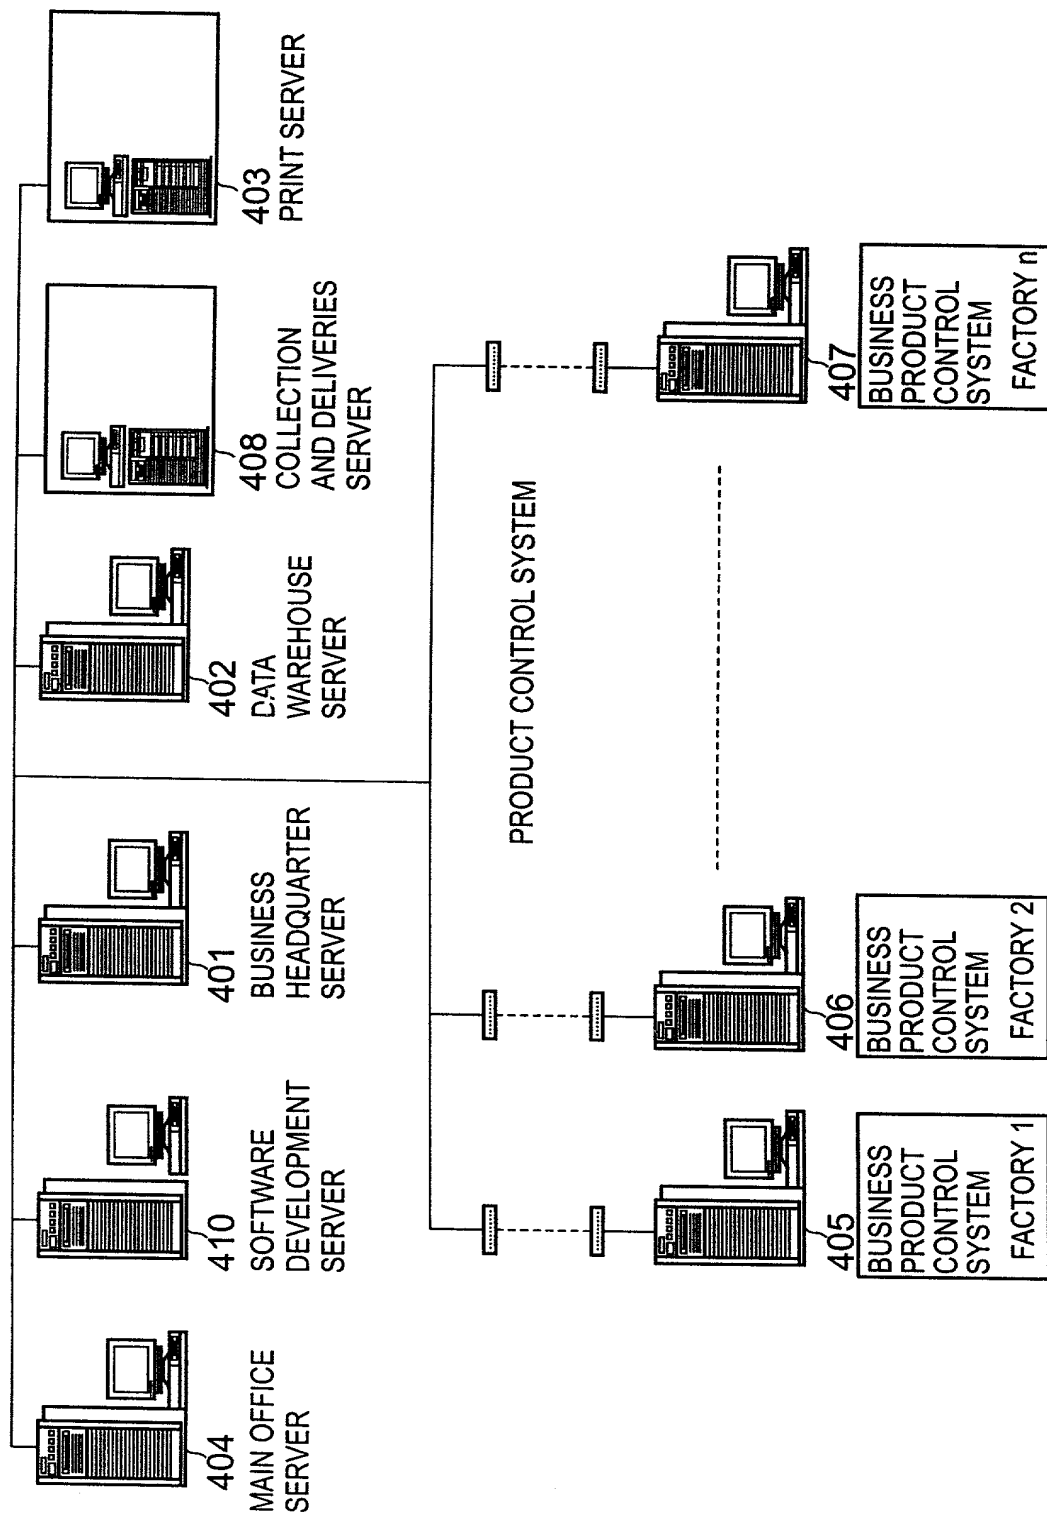 404
MAIN OFFICE
SERVER
410
SOFTWARE
DEVELOPMENT
SERVER
401
BUSINESS
HEADQUARTER
SERVER
402
DATA
WAREHOUSE
SERVER
408
COLLECTION
AND DELIVERIES
SERVER
403
PRINT SERVER
PRODUCT CONTROL SYSTEM
405
BUSINESS
PRODUCT
CONTROL
SYSTEM
FACTORY 1
406
BUSINESS
PRODUCT
CONTROL
SYSTEM
FACTORY 2
407
BUSINESS
PRODUCT
CONTROL
SYSTEM
FACTORY n